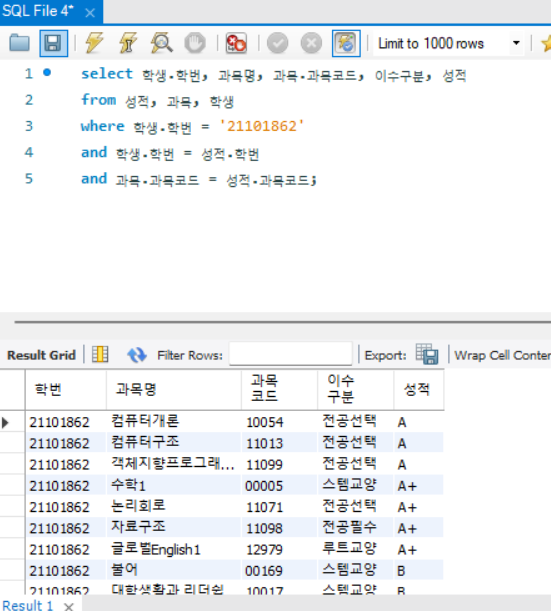 SQL File 4*
Limit to 1000 rows
1 select 학생.학번, 과목명, 과목.과목코드, 이수구분, 성적
2 from 성적, 과목, 학생
3 where 학생.학번 = '21101862'
4 and 학생.학번 = 성적.학번
5 and 과목.과목코드 = 성적.과목코드;
Result Grid Filter Rows: Export: Wrap Cell Conter
학번 과목명 과목 코드 이수 구분 성적
21101862 컴퓨터개론 10054 전공선택 A
21101862 컴퓨터구조 11013 전공선택 A
21101862 객체지향프로그래... 11099 전공선택 A
21101862 수학1 00005 스템교양 A+
21101862 논리회로 11071 전공선택 A+
21101862 자료구조 11098 전공필수 A+
21101862 글로벌English1 12979 루트교양 A+
21101862 불어 00169 스템교양 B
21101862 대학생활과 리더쉽 10017 스템교양 B
Result 1